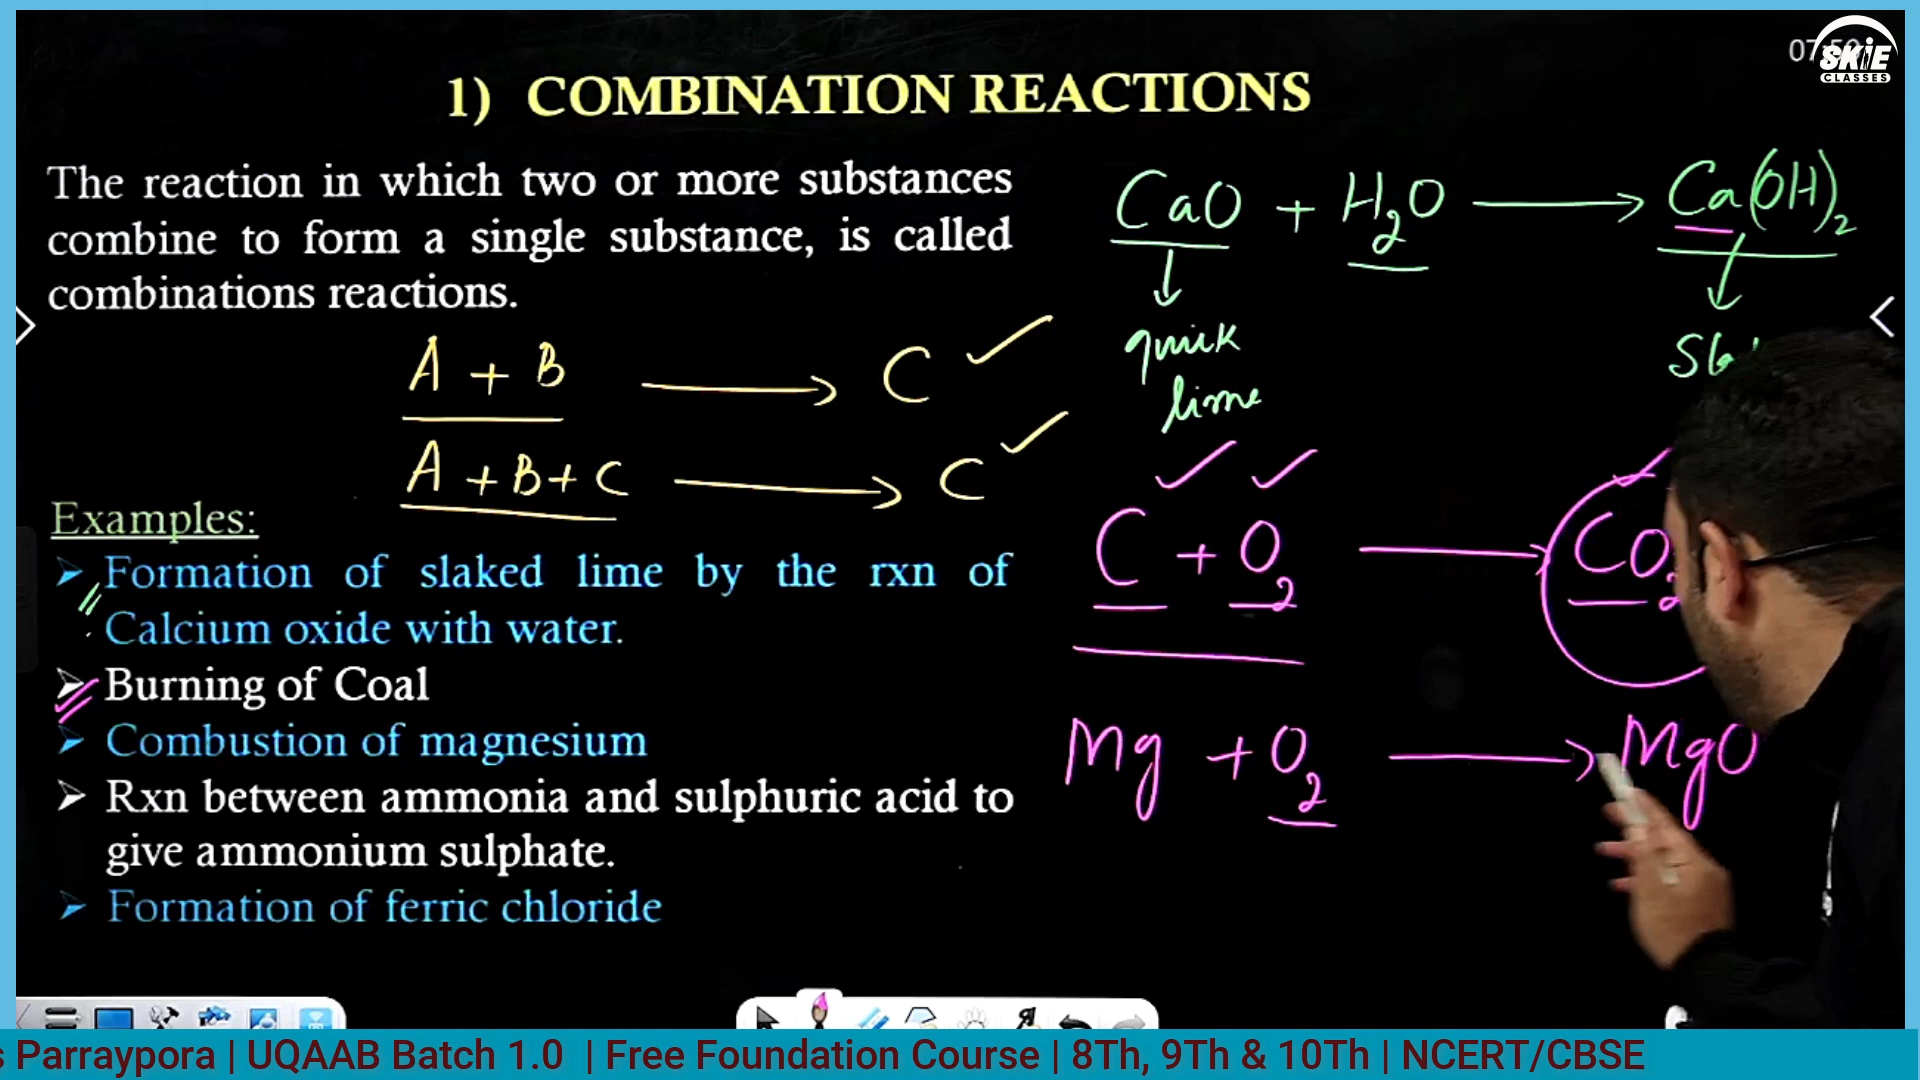 SKIE
CLASSES
1) COMBINATION REACTIONS
The reaction in which two or more substances
combine to form a single substance, is called
combinations reactions.
A + B → C
A + B + C → C
Examples:
Formation of slaked lime by the rxn of
Calcium oxide with water.
Burning of Coal
Combustion of magnesium
Rxn between ammonia and sulphuric acid to
give ammonium sulphate.
Formation of ferric chloride
CaO + H₂O → Ca(OH)₂
quick
lime
C + O₂ → CO₂
Mg + O₂ → MgO
Parraypora | UQAAB Batch 1.0 | Free Foundation Course | 8Th, 9Th & 10Th | NCERT/CBSE